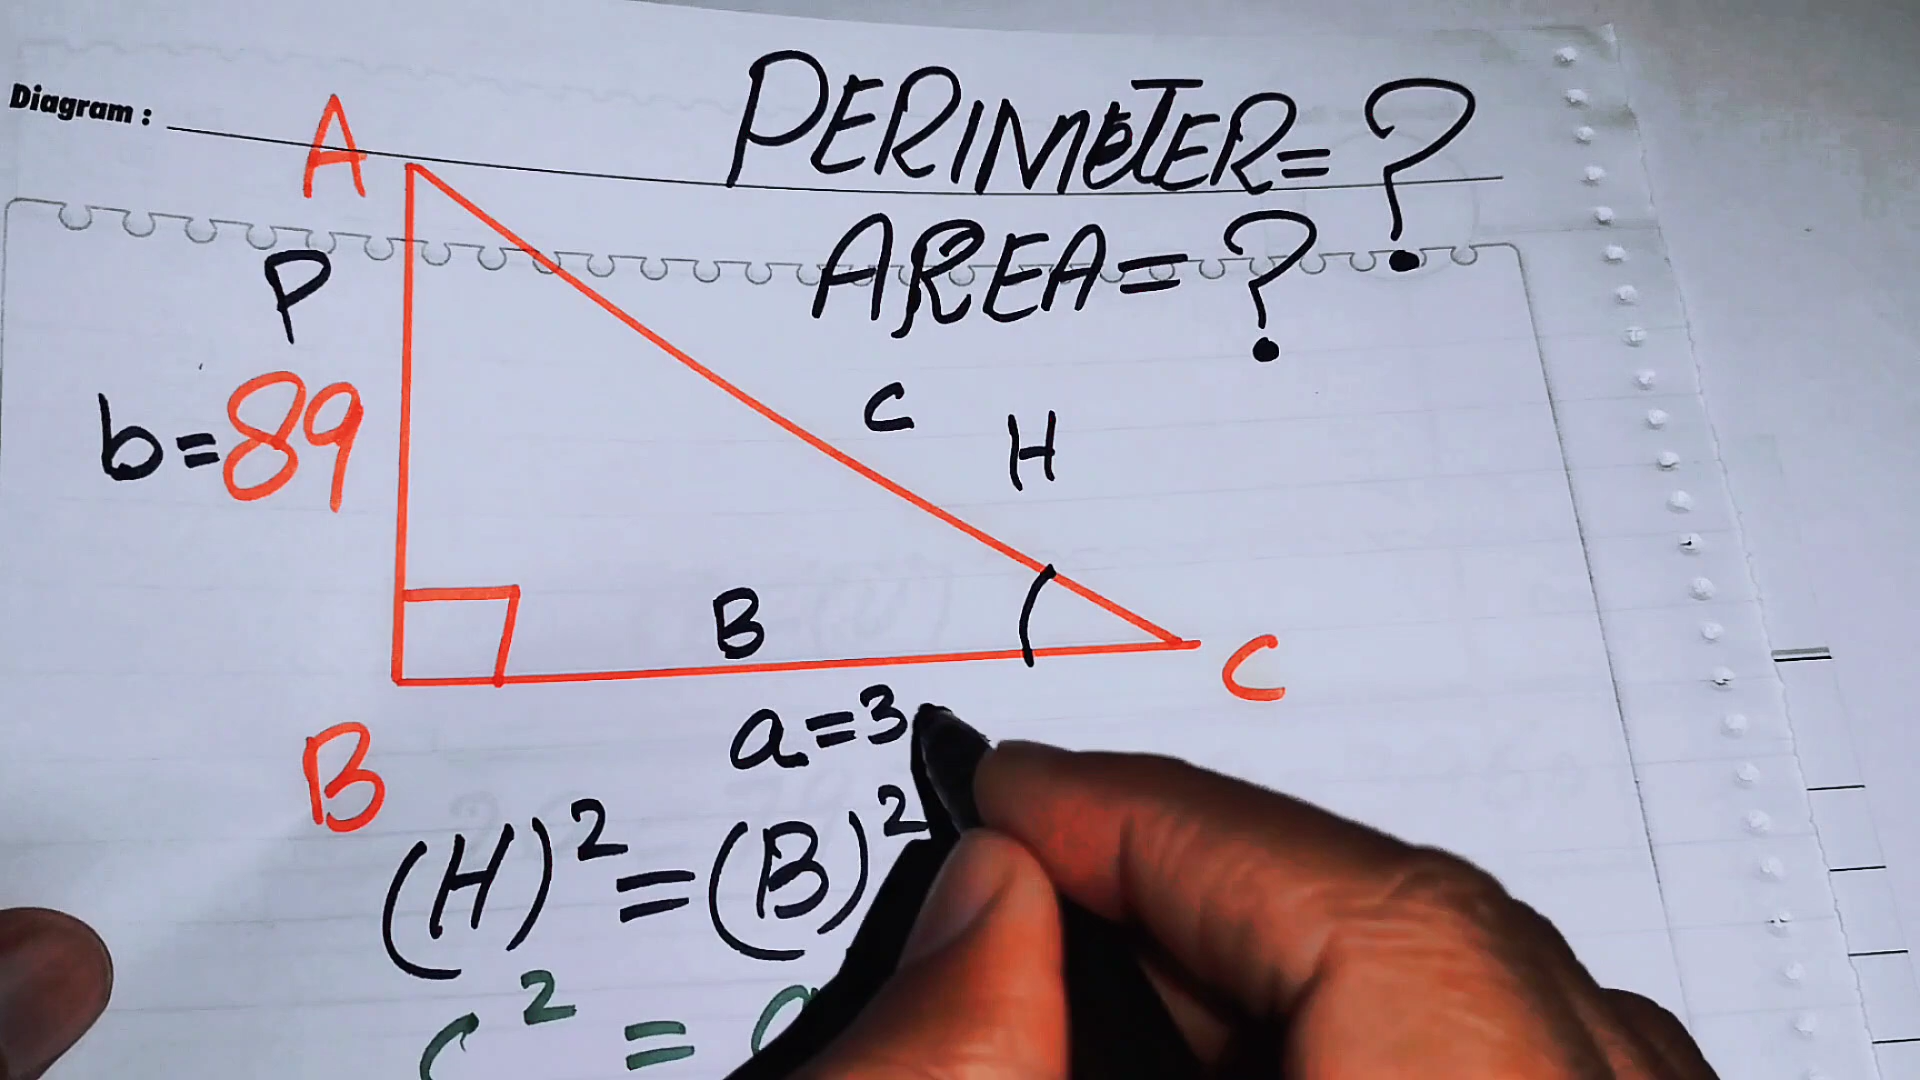 Diagram :
A
PERIMETER= ?
AREA= ?
P
b=89
C
H
B
C
a=3
B
(H)²=(B)²
c² =